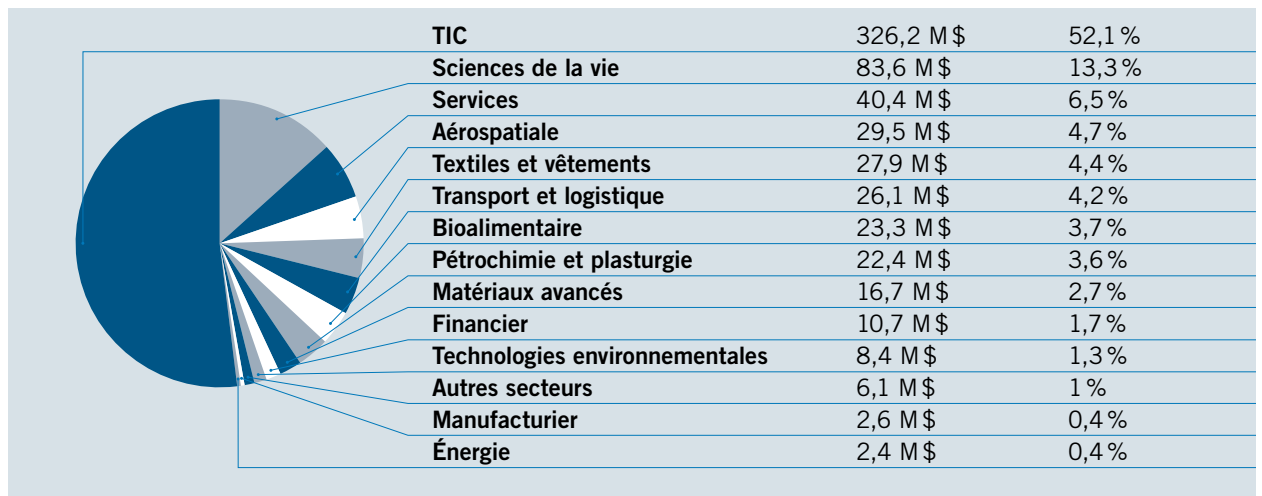 TIC 326,2 M$ 52,1 %
Sciences de la vie 83,6 M$ 13,3 %
Services 40,4 M$ 6,5 %
Aérospatiale 29,5 M$ 4,7 %
Textiles et vêtements 27,9 M$ 4,4 %
Transport et logistique 26,1 M$ 4,2 %
Bioalimentaire 23,3 M$ 3,7 %
Pétrochimie et plasturgie 22,4 M$ 3,6 %
Matériaux avancés 16,7 M$ 2,7 %
Financier 10,7 M$ 1,7 %
Technologies environnementales 8,4 M$ 1,3 %
Autres secteurs 6,1 M$ 1 %
Manufacturier 2,6 M$ 0,4 %
Énergie 2,4 M$ 0,4 %